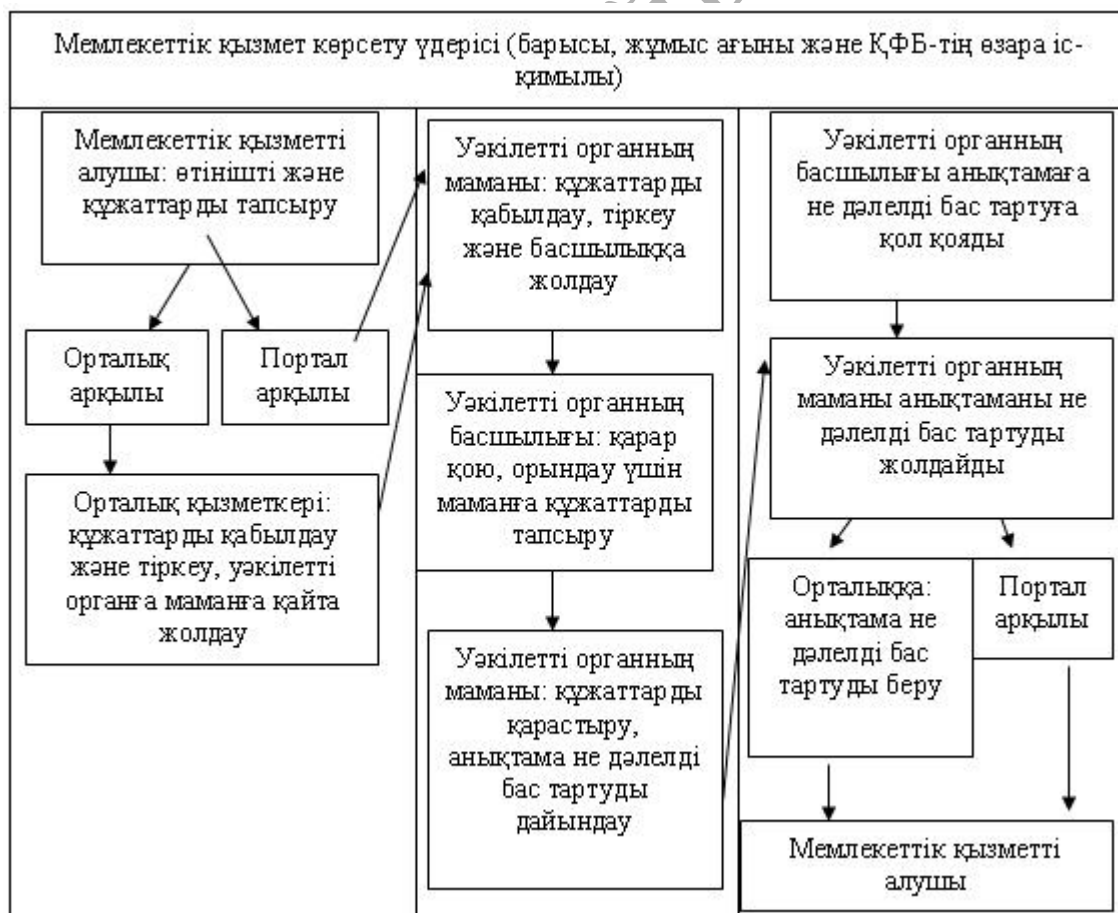 Мемлекеттік қызмет көрсету үдерісі (барысы, жұмыс ағыны және ҚФБ-тің өзара іс-
қимылы)
Мемлекеттік қызметті
алушы: өтінішті және
құжаттарды тапсыру
Орталық
арқылы
Портал
арқылы
Орталық қызметкері:
құжаттарды қабылдау
және тіркеу, уәкілетті
органға маманға қайта
жолдау
Уәкілетті органның
маманы: құжаттарды
қабылдау, тіркеу
және басшылыққа
жолдау
Уәкілетті органның
басшылығы: қарар
қою, орындау үшін
маманға құжаттарды
тапсыру
Уәкілетті органның
маманы: құжаттарды
қарастыру,
анықтама не дәлелді
бас тартуды
дайындау
Уәкілетті органның
басшылығы анықтамаға
не дәлелді бас тартуға
қол қояды
Уәкілетті органның
маманы анықтаманы не
дәлелді бас тартуды
жолдайды
Орталыққа:
анықтама не
дәлелді бас
тартуды беру
Портал
арқылы
Мемлекеттік қызметті
алушы